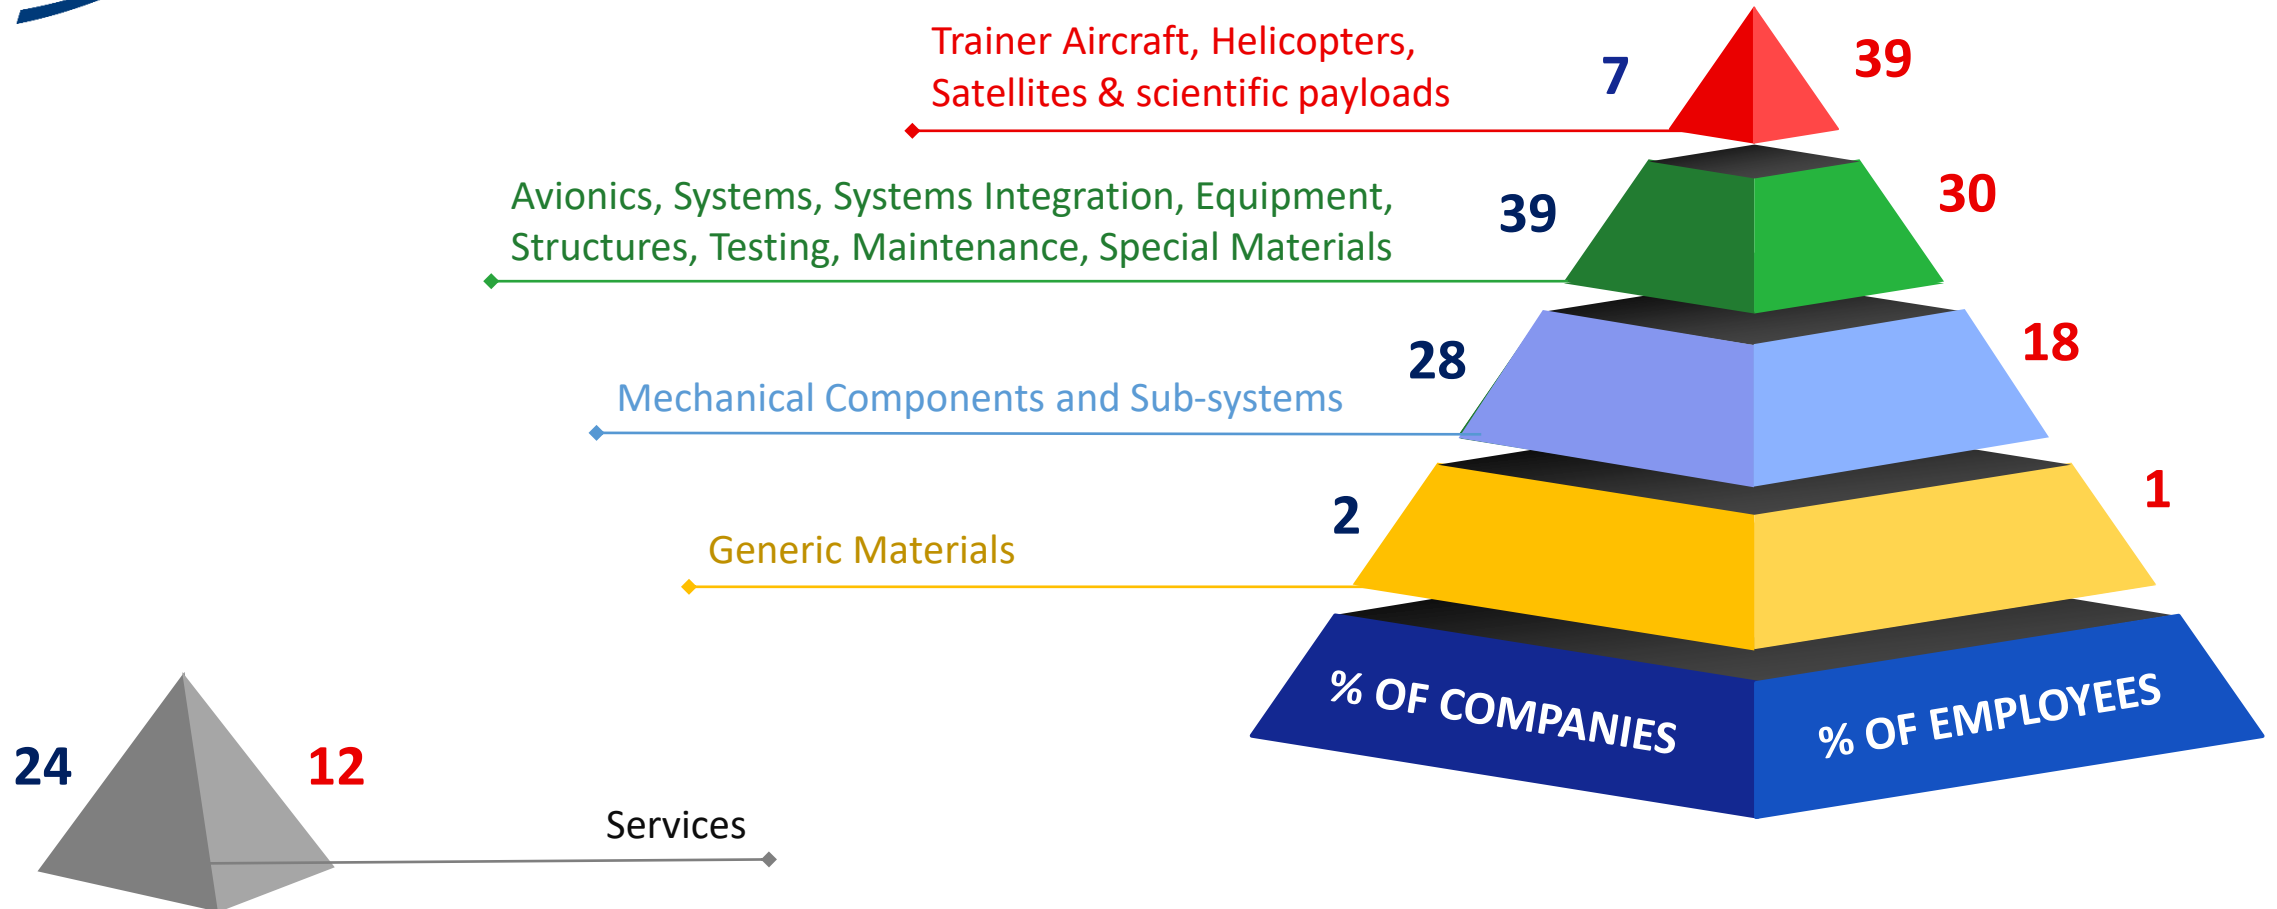 Trainer Aircraft, Helicopters,
Satellites & scientific payloads
7
39
Avionics, Systems, Systems Integration, Equipment,
Structures, Testing, Maintenance, Special Materials
39
30
Mechanical Components and Sub-systems
28
18
Generic Materials
2
1
% OF COMPANIES
% OF EMPLOYEES
24
12
Services